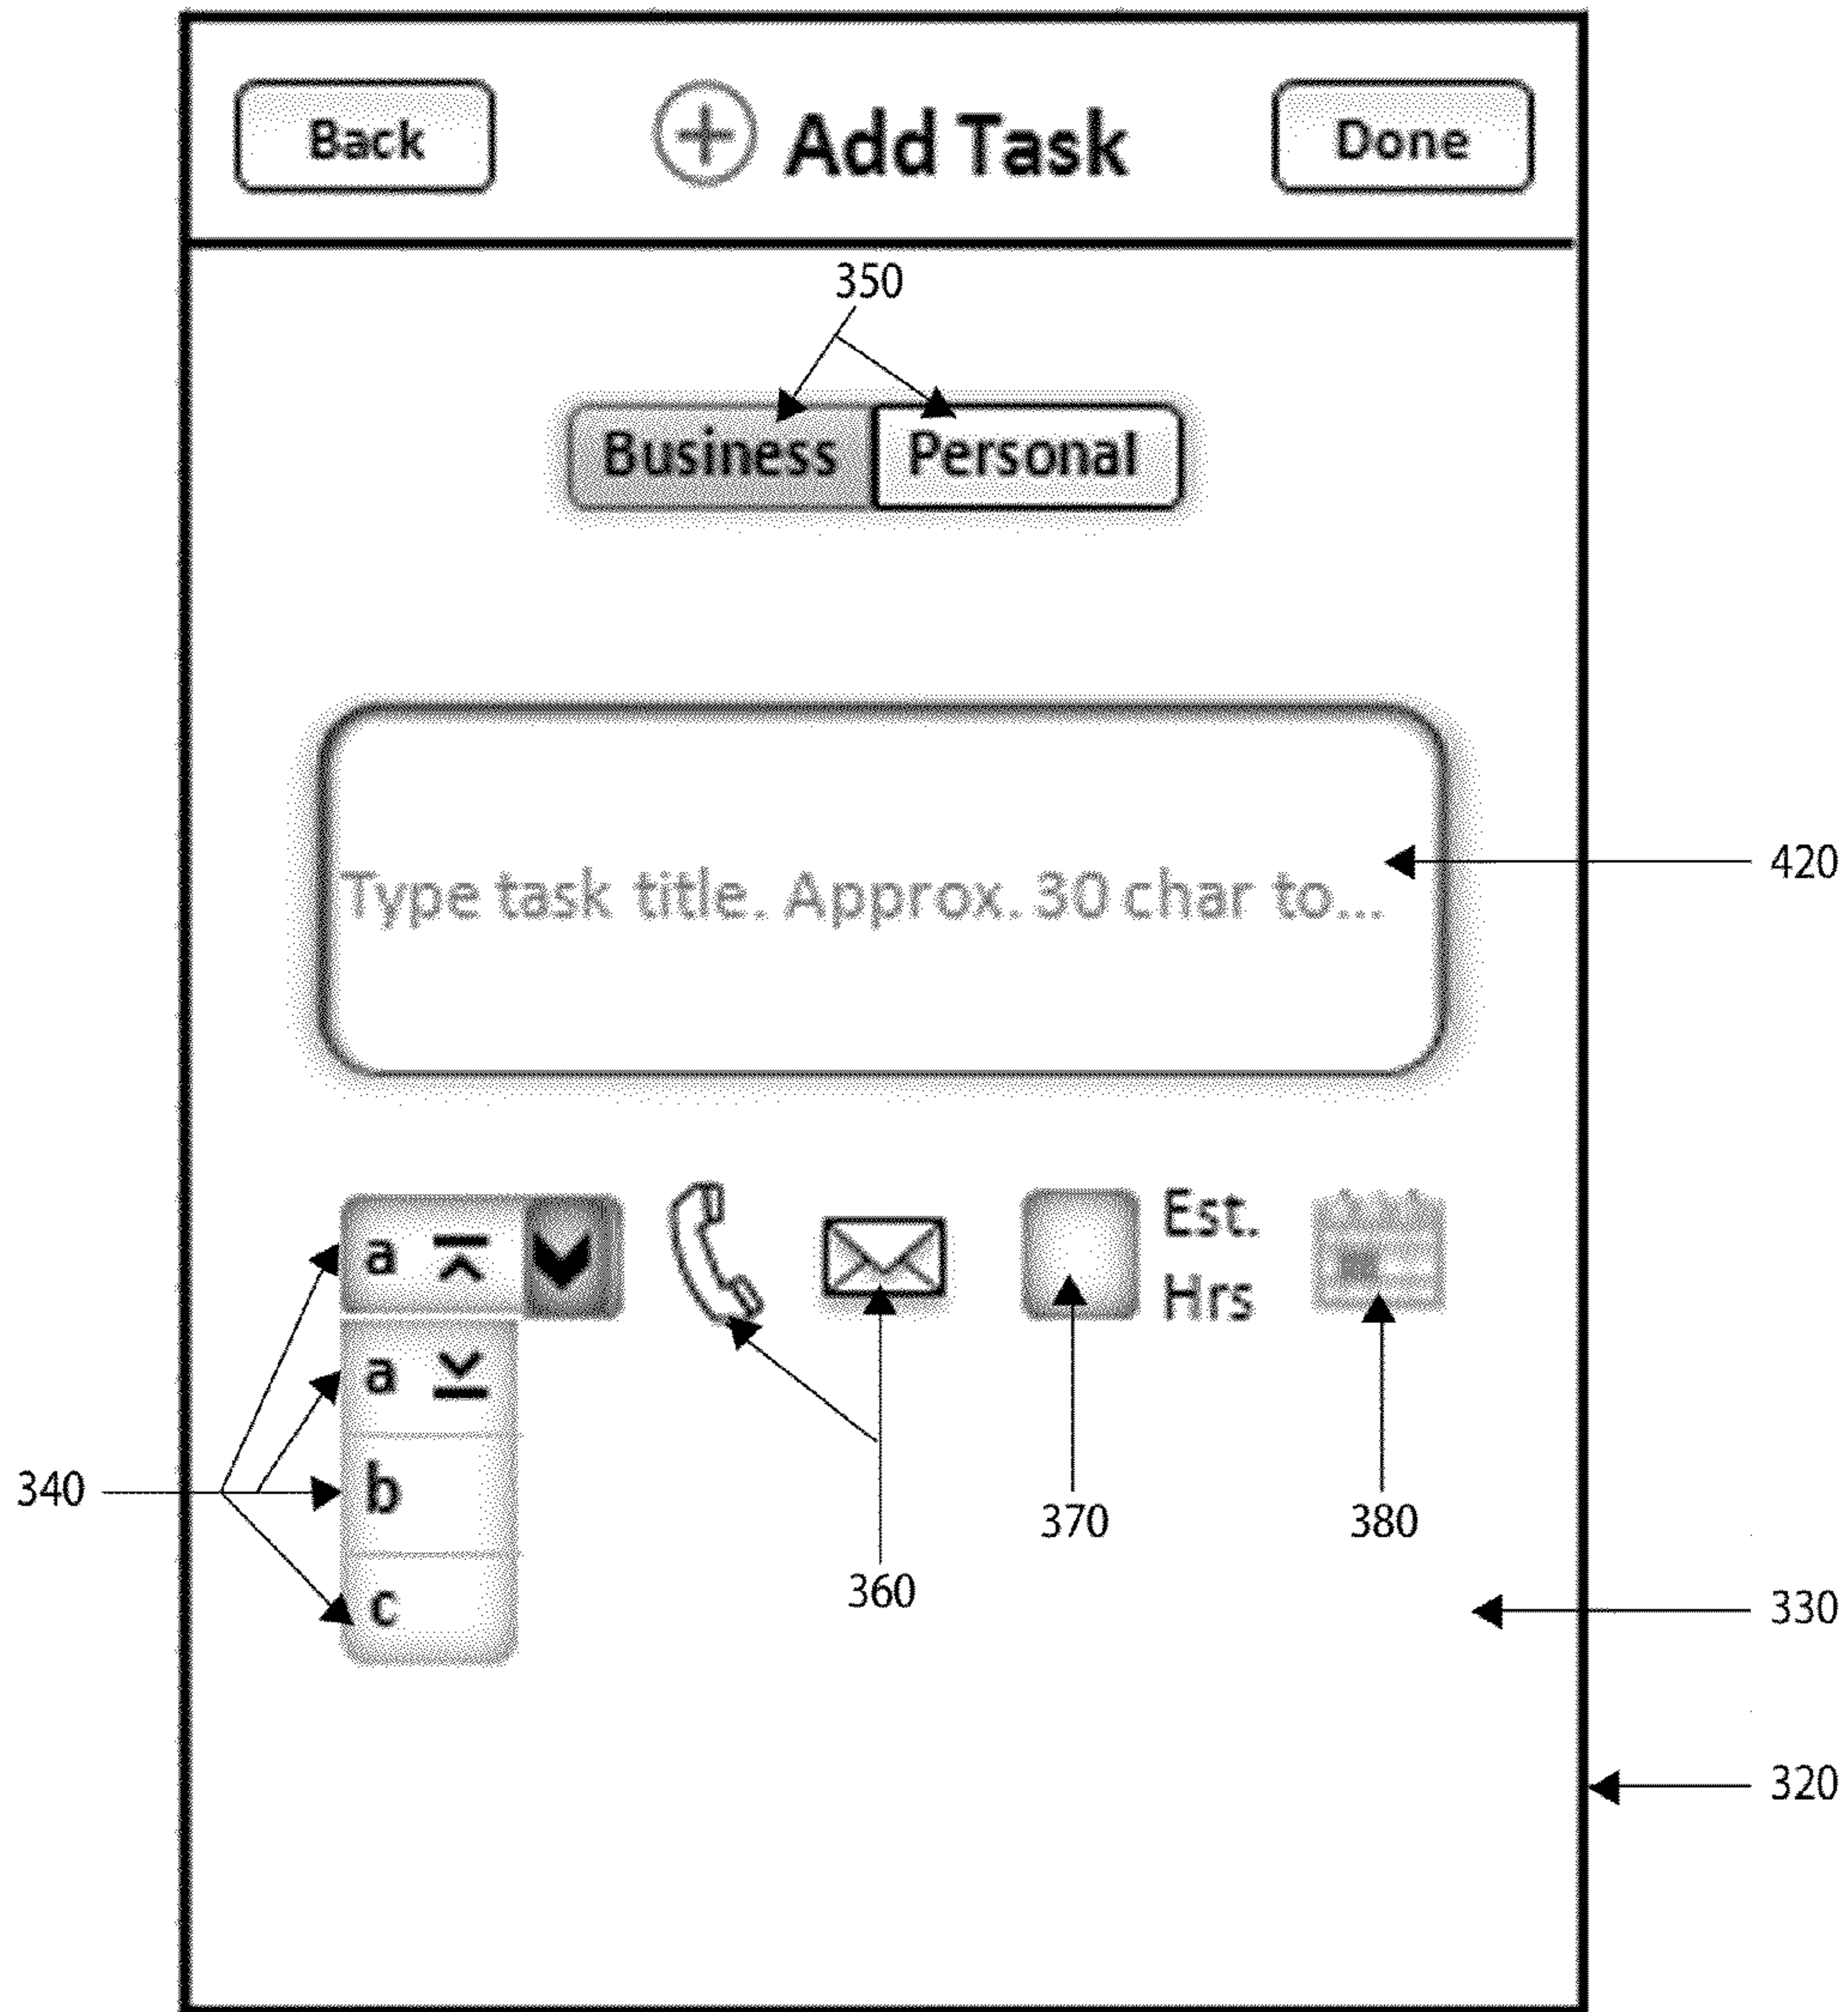 Back
Add Task
Done
350
Business Personal
Type task title. Approx. 30 char to...
420
a
Est.
Hrs
a
b
c
340
370
380
360
330
320